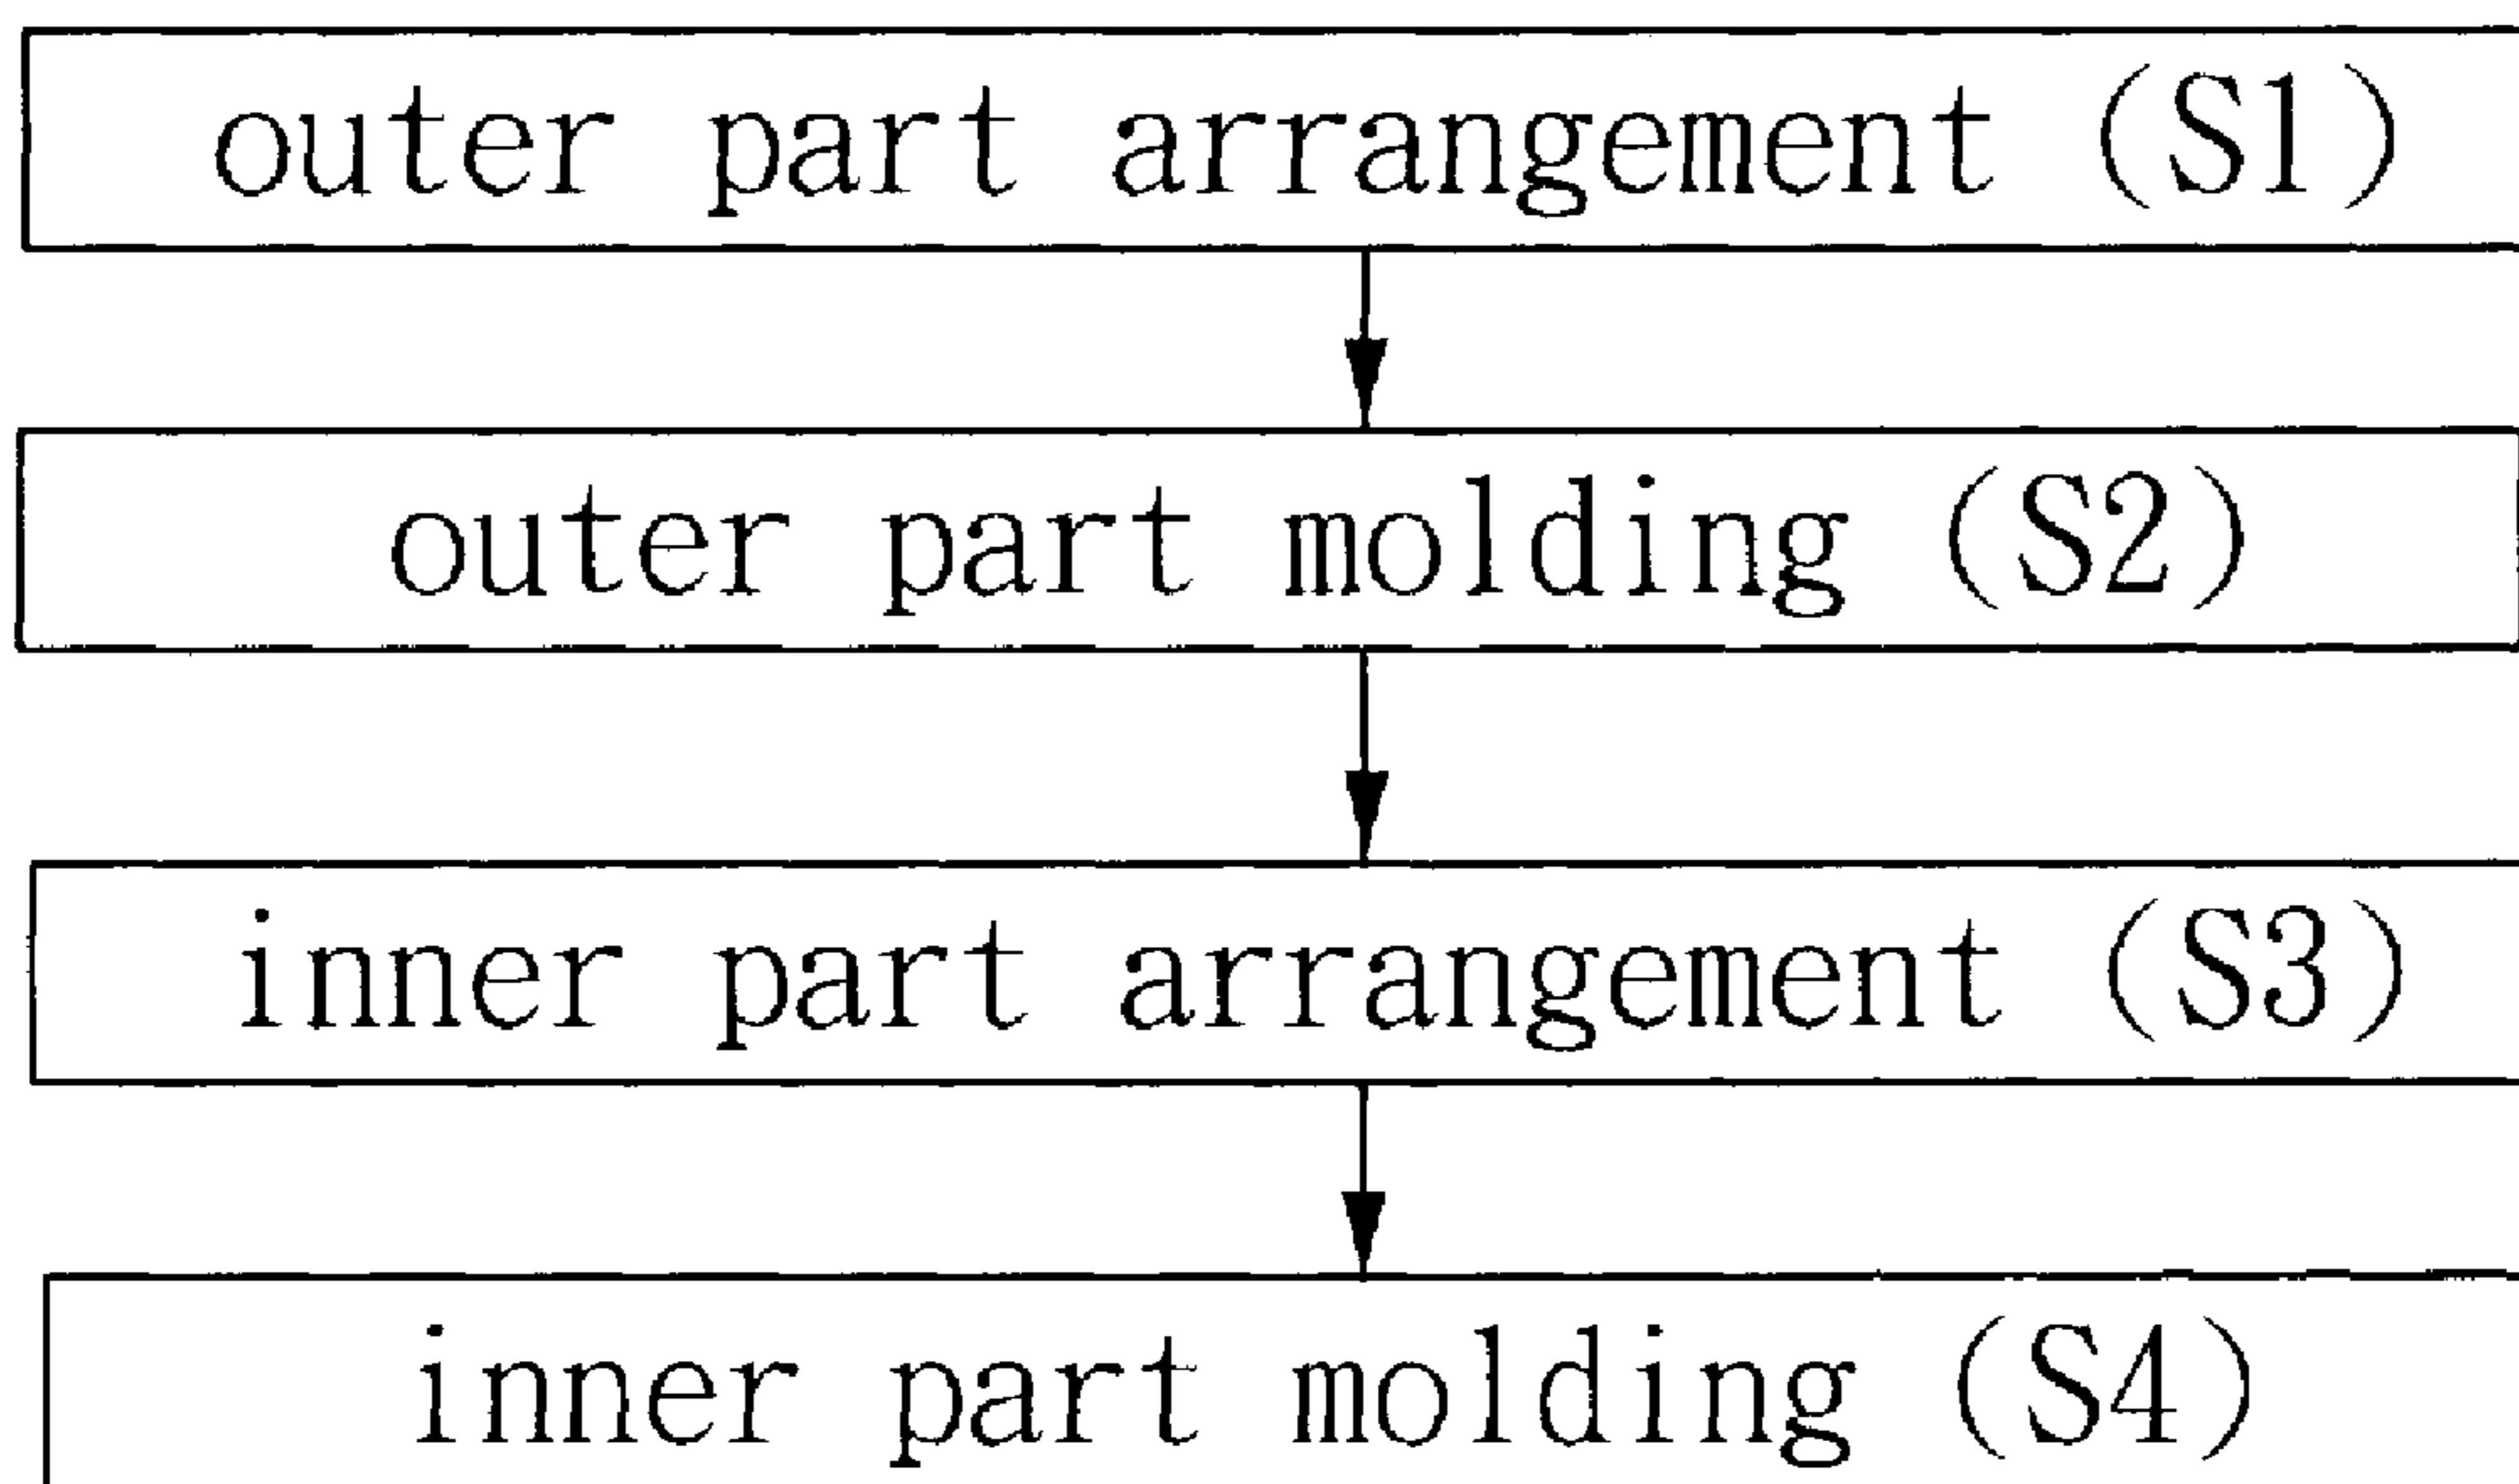 outer part arrangement (S1)
outer part molding (S2)
inner part arrangement (S3)
inner part molding (S4)